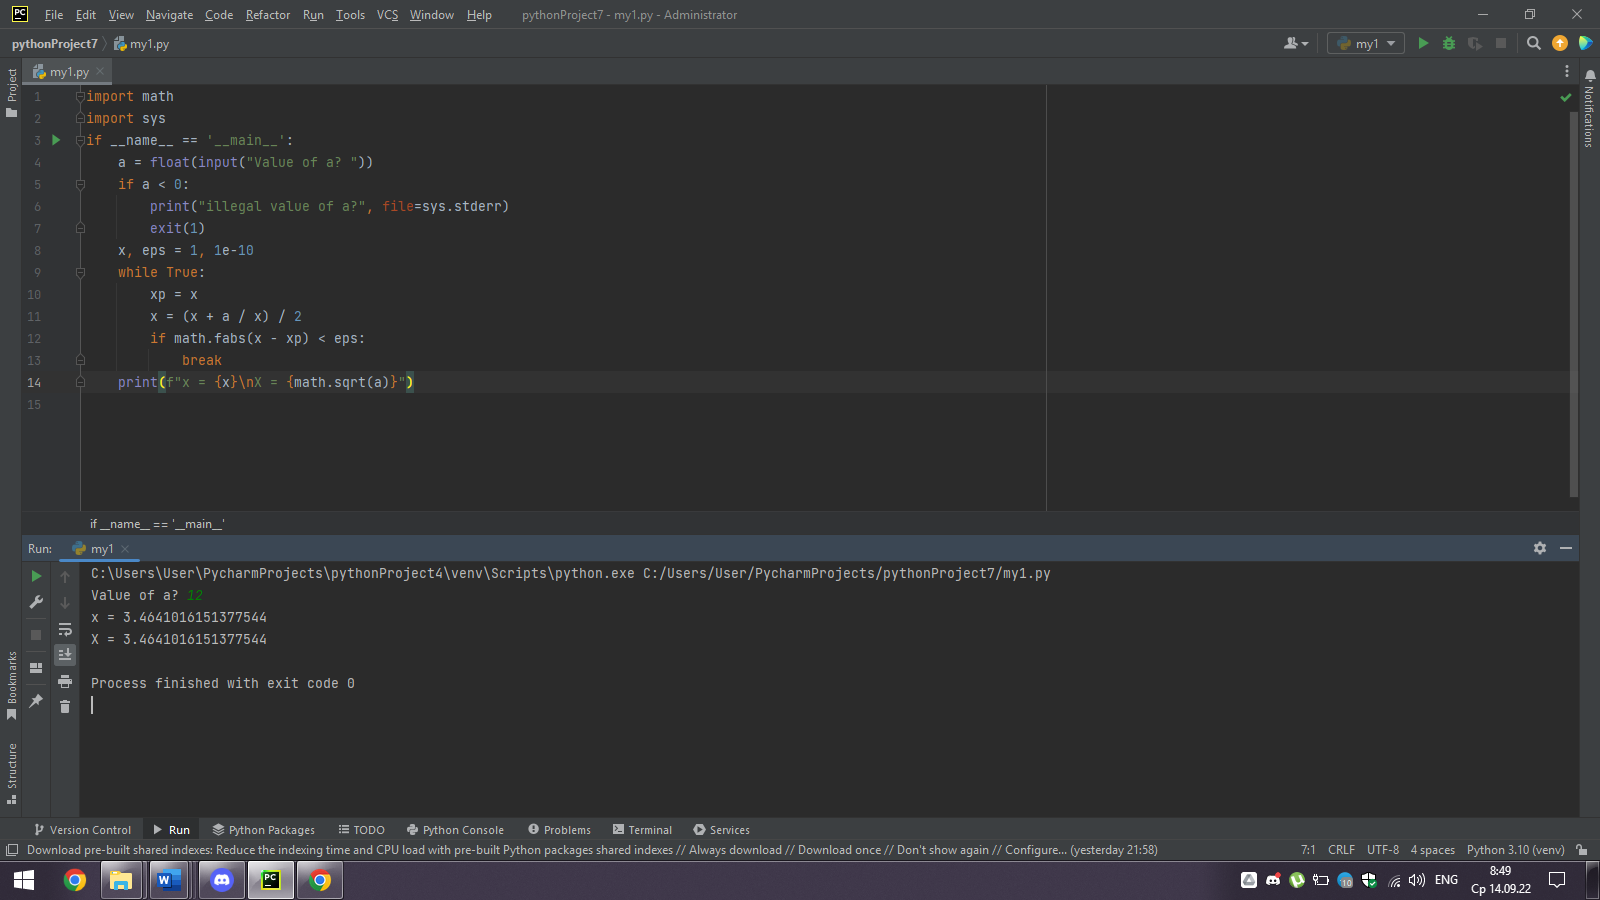 PC File Edit View Navigate Code Refactor Run Tools VCS Window Help pythonProject7 - my1.py - Administrator
pythonProject7 my1.py my1
my1.py
1 import math
2 import sys
3 if __name__ == '__main__':
4 a = float(input("Value of a? "))
5 if a < 0:
6 print("illegal value of a?", file=sys.stderr)
7 exit(1)
8 x, eps = 1, 1e-10
9 while True:
10 xp = x
11 x = (x + a / x) / 2
12 if math.fabs(x - xp) < eps:
13 break
14 print(f"x = {x}\nX = {math.sqrt(a)}")
15
Project
Bookmarks
Structure
Notifications
if __name__ == '__main__'
Run: my1
C:\Users\User\PycharmProjects\pythonProject4\venv\Scripts\python.exe C:/Users/User/PycharmProjects/pythonProject7/my1.py
Value of a? 12
x = 3.4641016151377544
X = 3.4641016151377544
Process finished with exit code 0
Version Control Run Python Packages TODO Python Console Problems Terminal Services
Download pre-built shared indexes: Reduce the indexing time and CPU load with pre-built Python packages shared indexes // Always download // Download once // Don't show again // Configure... (yesterday 21:58) 7:1 CRLF UTF-8 4 spaces Python 3.10 (venv)
W PC 10 ENG 8:49
Ср 14.09.22